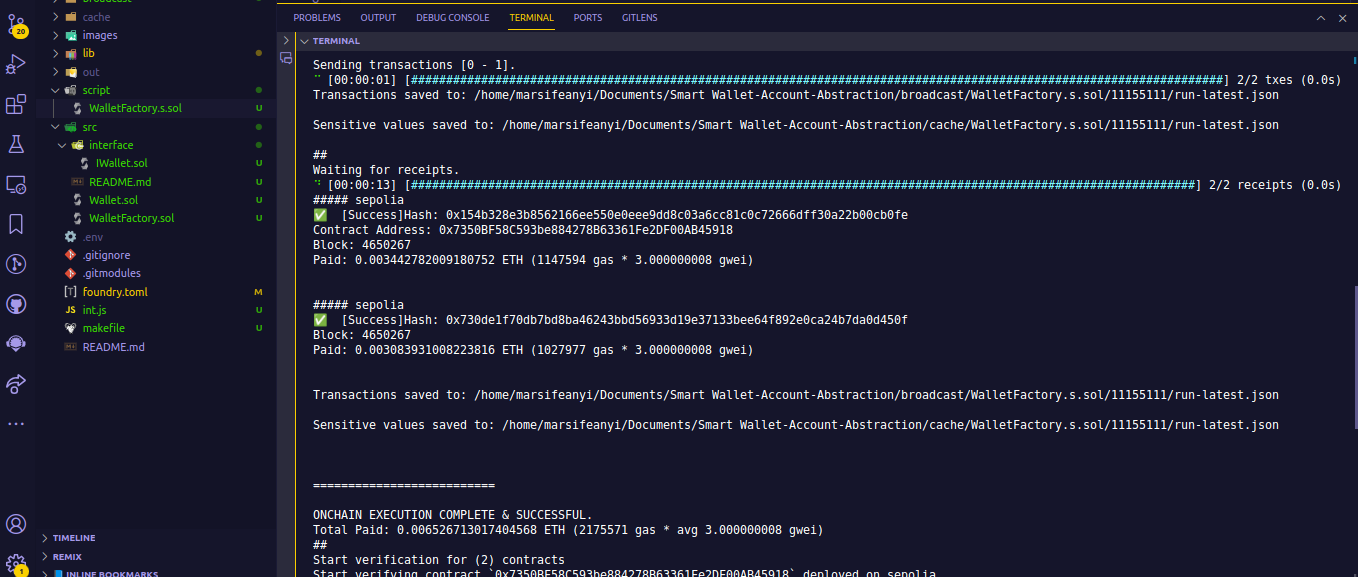 PROBLEMS OUTPUT DEBUG CONSOLE TERMINAL PORTS GITLENS
20
cache
images
lib
out
script
WalletFactory.s.sol U
src
interface
IWallet.sol U
README.md U
Wallet.sol U
WalletFactory.sol U
.env
.gitignore
.gitmodules
foundry.toml M
JS int.js U
makefile U
README.md
TIMELINE
REMIX
INLINE BOOKMARKS
1
TERMINAL
Sending transactions [0 - 1].
[00:00:01] [####################################################################################################################] 2/2 txes (0.0s)
Transactions saved to: /home/marsifeanyi/Documents/Smart Wallet-Account-Abstraction/broadcast/WalletFactory.s.sol/11155111/run-latest.json
Sensitive values saved to: /home/marsifeanyi/Documents/Smart Wallet-Account-Abstraction/cache/WalletFactory.s.sol/11155111/run-latest.json
##
Waiting for receipts.
[00:00:13] [################################################################################################################] 2/2 receipts (0.0s)
##### sepolia
✅ [Success]Hash: 0x154b328e3b8562166ee550e0eee9dd8c03a6cc81c0c72666dff30a22b00cb0fe
Contract Address: 0x7350BF58C593be884278B63361Fe2DF00AB45918
Block: 4650267
Paid: 0.003442782009180752 ETH (1147594 gas * 3.000000008 gwei)
##### sepolia
✅ [Success]Hash: 0x730de1f70db7bd8ba46243bbd56933d19e37133bee64f892e0ca24b7da0d450f
Block: 4650267
Paid: 0.003083931008223816 ETH (1027977 gas * 3.000000008 gwei)
Transactions saved to: /home/marsifeanyi/Documents/Smart Wallet-Account-Abstraction/broadcast/WalletFactory.s.sol/11155111/run-latest.json
Sensitive values saved to: /home/marsifeanyi/Documents/Smart Wallet-Account-Abstraction/cache/WalletFactory.s.sol/11155111/run-latest.json
==========================
ONCHAIN EXECUTION COMPLETE & SUCCESSFUL.
Total Paid: 0.006526713017404568 ETH (2175571 gas * avg 3.000000008 gwei)
##
Start verification for (2) contracts
Start verifying contract `0x7350BF58C593be884278B63361Fe2DF00AB45918` deployed on sepolia